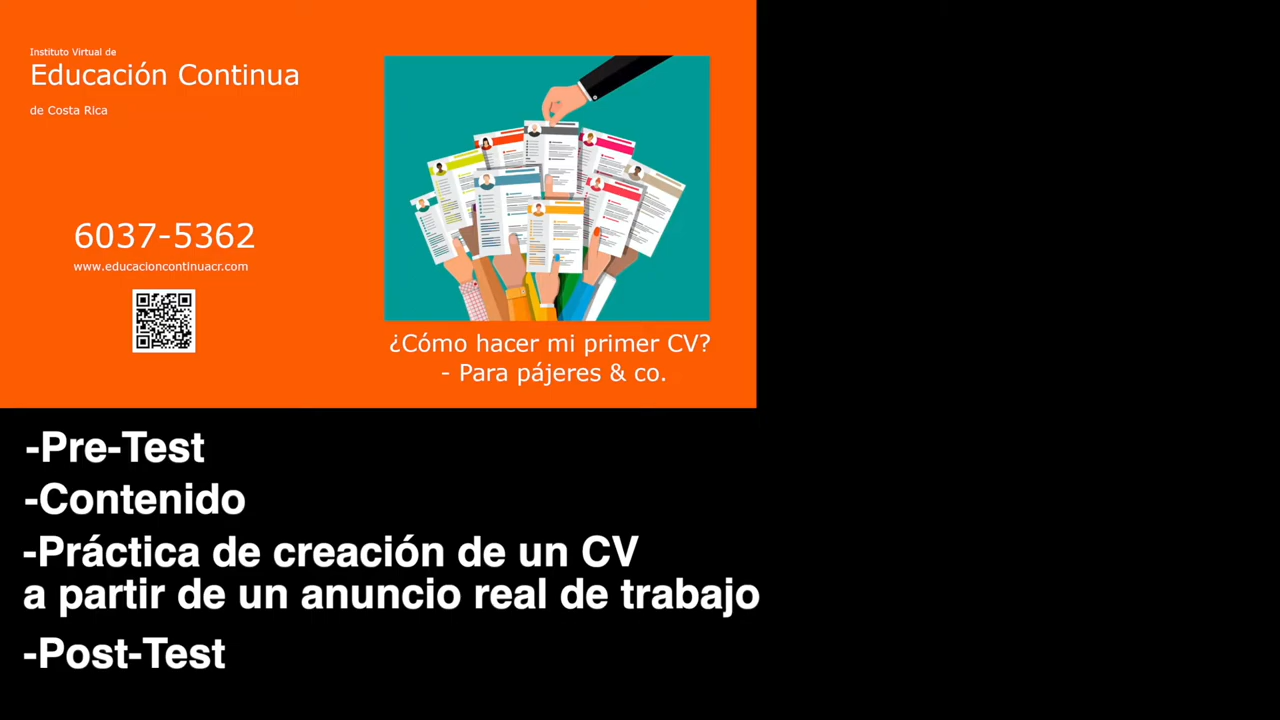 Instituto Virtual de
Educación Continua
de Costa Rica
6037-5362
www.educacioncontinuacr.com
¿Cómo hacer mi primer CV?
- Para pájeres & co.
-Pre-Test
-Contenido
-Práctica de creación de un CV
a partir de un anuncio real de trabajo
-Post-Test